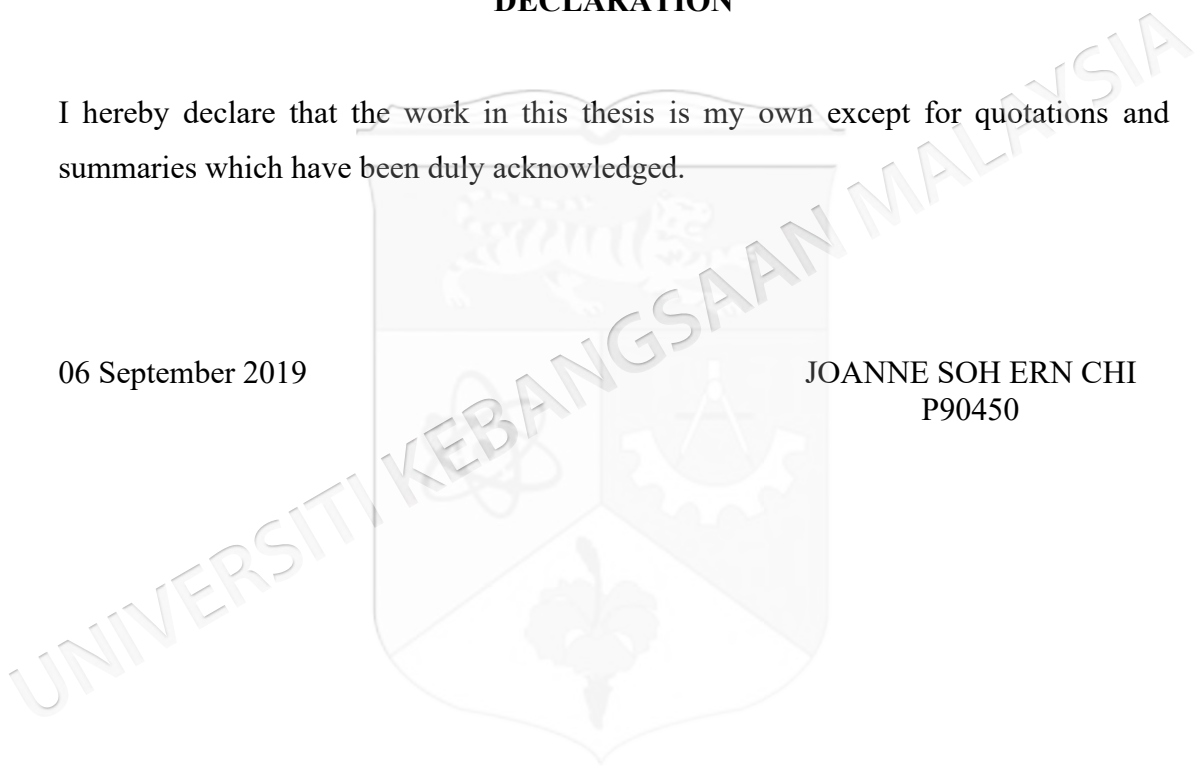 DECLARATION
I hereby declare that the work in this thesis is my own except for quotations and
summaries which have been duly acknowledged.
06 September 2019
JOANNE SOH ERN CHI
P90450
UNIVERSITI KEBANGSAAN MALAYSIA